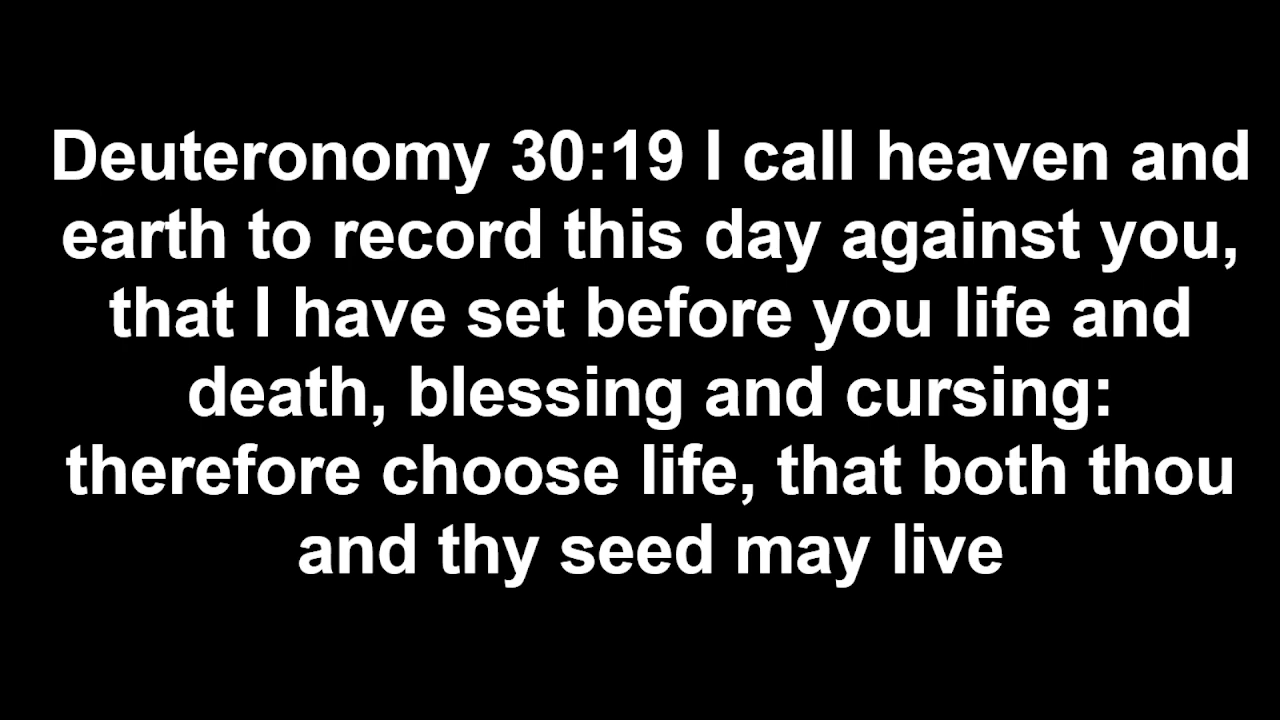 Deuteronomy 30:19 I call heaven and
earth to record this day against you,
that I have set before you life and
death, blessing and cursing:
therefore choose life, that both thou
and thy seed may live